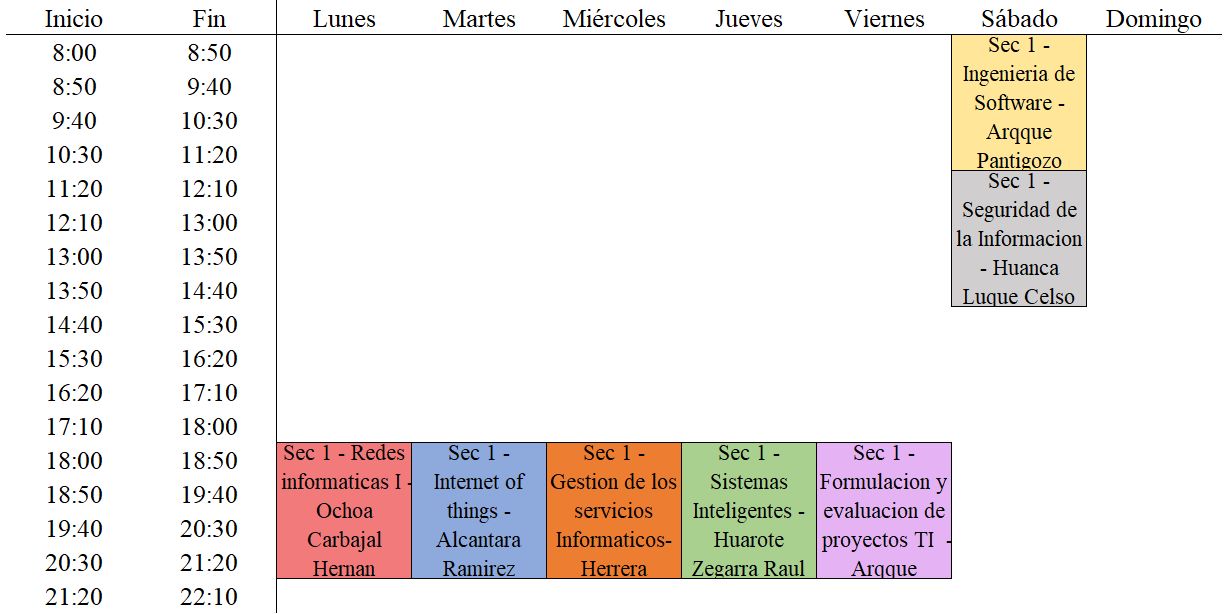 Inicio Fin Lunes Martes Miércoles Jueves Viernes Sábado Domingo
8:00 8:50
8:50 9:40
9:40 10:30
10:30 11:20
11:20 12:10
12:10 13:00
13:00 13:50
13:50 14:40
14:40 15:30
15:30 16:20
16:20 17:10
17:10 18:00
18:00 18:50
18:50 19:40
19:40 20:30
20:30 21:20
21:20 22:10
Sec 1 - Redes
informaticas I -
Ochoa
Carbajal
Hernan
Sec 1 -
Internet of
things -
Alcantara
Ramirez
Sec 1 -
Gestion de los
servicios
Informaticos-
Herrera
Sec 1 -
Sistemas
Inteligentes -
Huarote
Zegarra Raul
Sec 1 -
Formulacion y
evaluacion de
proyectos TI -
Arqque
Sec 1 -
Ingenieria de
Software -
Arqque
Pantigozo
Sec 1 -
Seguridad de
la Informacion
- Huanca
Luque Celso